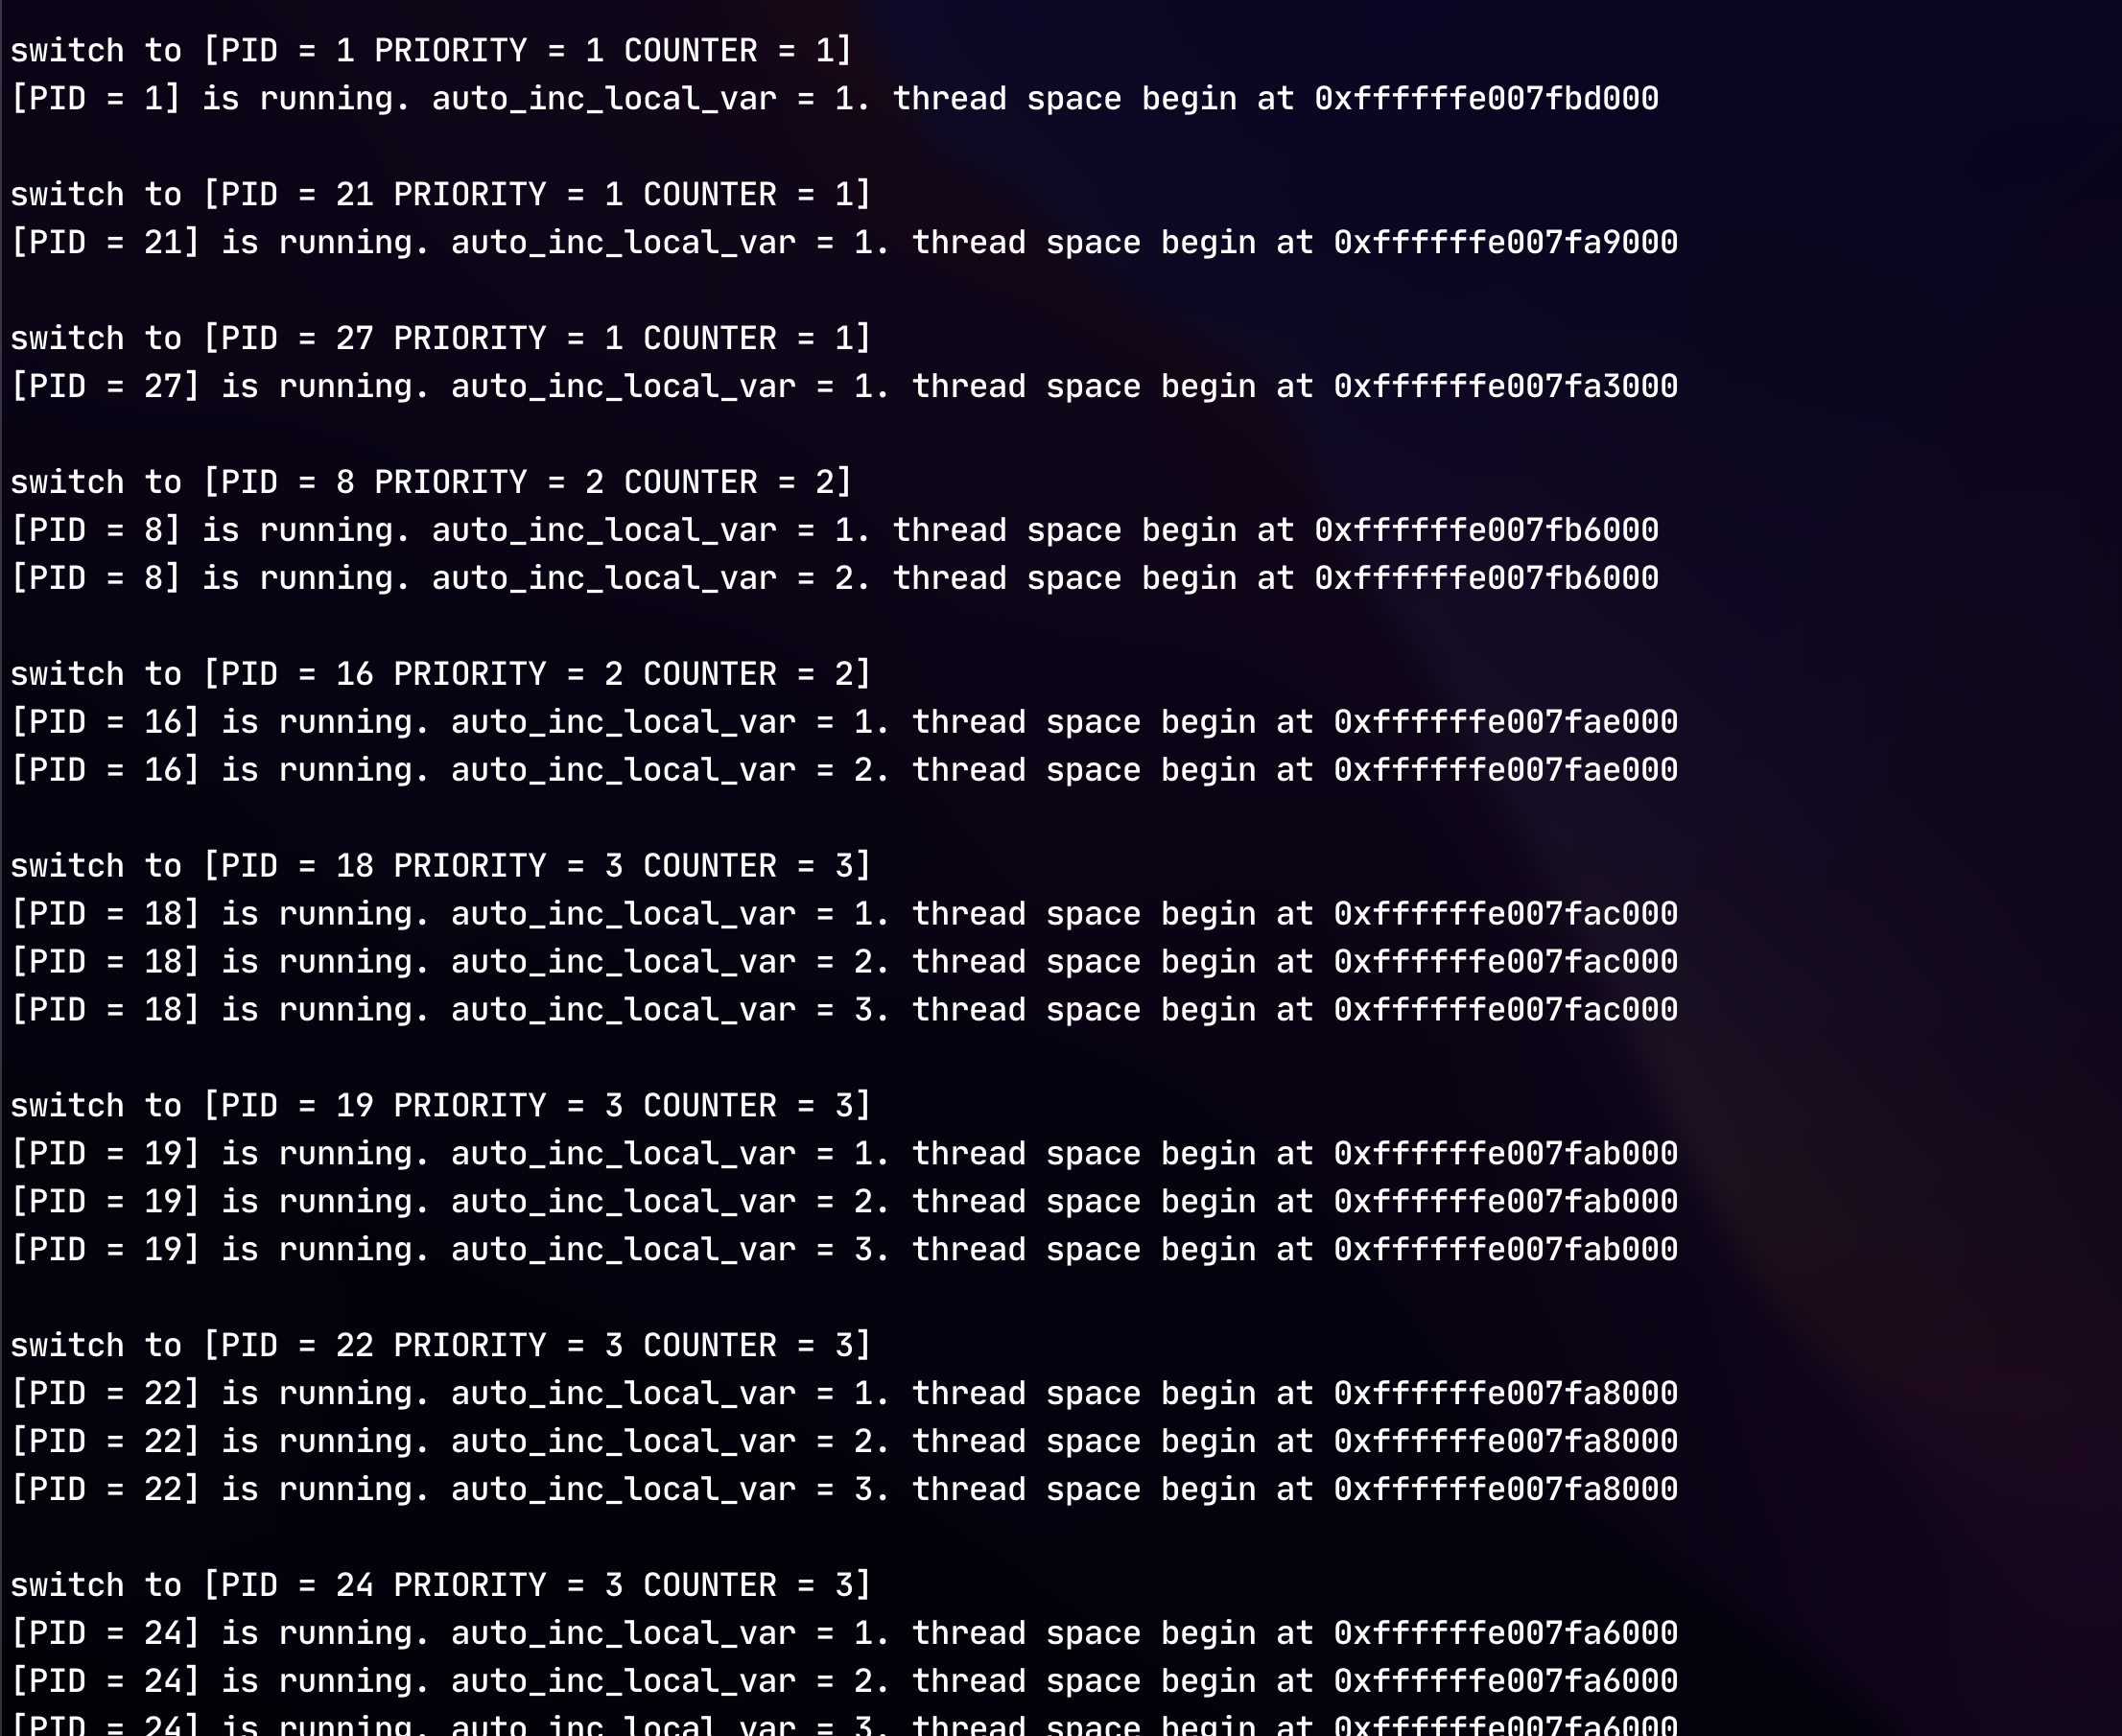 switch to [PID = 1 PRIORITY = 1 COUNTER = 1]
[PID = 1] is running. auto_inc_local_var = 1. thread space begin at 0xffffffe007fbd000
switch to [PID = 21 PRIORITY = 1 COUNTER = 1]
[PID = 21] is running. auto_inc_local_var = 1. thread space begin at 0xffffffe007fa9000
switch to [PID = 27 PRIORITY = 1 COUNTER = 1]
[PID = 27] is running. auto_inc_local_var = 1. thread space begin at 0xffffffe007fa3000
switch to [PID = 8 PRIORITY = 2 COUNTER = 2]
[PID = 8] is running. auto_inc_local_var = 1. thread space begin at 0xffffffe007fb6000
[PID = 8] is running. auto_inc_local_var = 2. thread space begin at 0xffffffe007fb6000
switch to [PID = 16 PRIORITY = 2 COUNTER = 2]
[PID = 16] is running. auto_inc_local_var = 1. thread space begin at 0xffffffe007fae000
[PID = 16] is running. auto_inc_local_var = 2. thread space begin at 0xffffffe007fae000
switch to [PID = 18 PRIORITY = 3 COUNTER = 3]
[PID = 18] is running. auto_inc_local_var = 1. thread space begin at 0xffffffe007fac000
[PID = 18] is running. auto_inc_local_var = 2. thread space begin at 0xffffffe007fac000
[PID = 18] is running. auto_inc_local_var = 3. thread space begin at 0xffffffe007fac000
switch to [PID = 19 PRIORITY = 3 COUNTER = 3]
[PID = 19] is running. auto_inc_local_var = 1. thread space begin at 0xffffffe007fab000
[PID = 19] is running. auto_inc_local_var = 2. thread space begin at 0xffffffe007fab000
[PID = 19] is running. auto_inc_local_var = 3. thread space begin at 0xffffffe007fab000
switch to [PID = 22 PRIORITY = 3 COUNTER = 3]
[PID = 22] is running. auto_inc_local_var = 1. thread space begin at 0xffffffe007fa8000
[PID = 22] is running. auto_inc_local_var = 2. thread space begin at 0xffffffe007fa8000
[PID = 22] is running. auto_inc_local_var = 3. thread space begin at 0xffffffe007fa8000
switch to [PID = 24 PRIORITY = 3 COUNTER = 3]
[PID = 24] is running. auto_inc_local_var = 1. thread space begin at 0xffffffe007fa6000
[PID = 24] is running. auto_inc_local_var = 2. thread space begin at 0xffffffe007fa6000
[PID = 24] is running. auto_inc_local_var = 3. thread space begin at 0xffffffe007fa6000